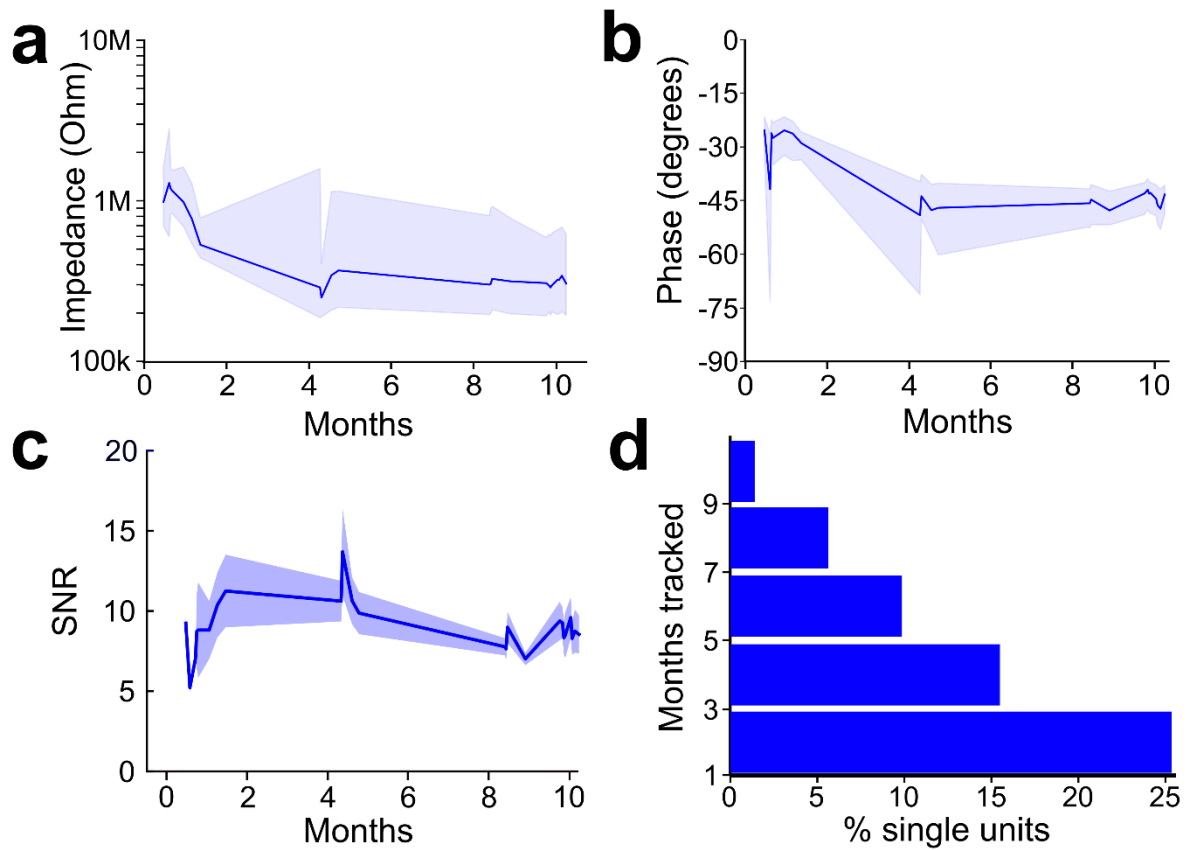 a
Impedance (Ohm)
10M
1M
100k
0 2 4 6 8 10
Months
b
Phase (degrees)
0
-15
-30
-45
-60
-75
-90
0 2 4 6 8 10
Months
c
SNR
20
15
10
5
0
0 2 4 6 8 10
Months
d
Months tracked
9
7
5
3
1
0 5 10 15 20 25
% single units